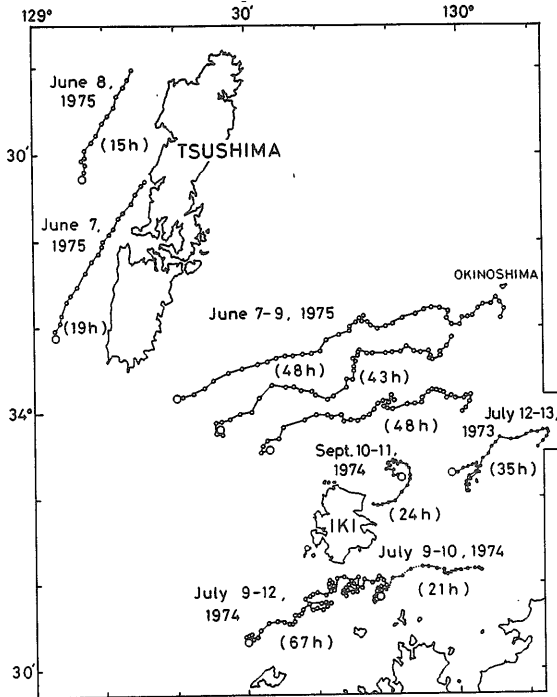 129°
30′
130°
June 8,
1975
(15h)
TSUSHIMA
30′
June 7,
1975
OKINOSHIMA
June 7-9, 1975
(19h)
(48h)
(43h)
34°
(48h)
July 12-13,
1973
Sept.10-11,
1974
(35h)
(24h)
IKI
July 9-10, 1974
July 9-12,
1974
(21h)
(67h)
30′